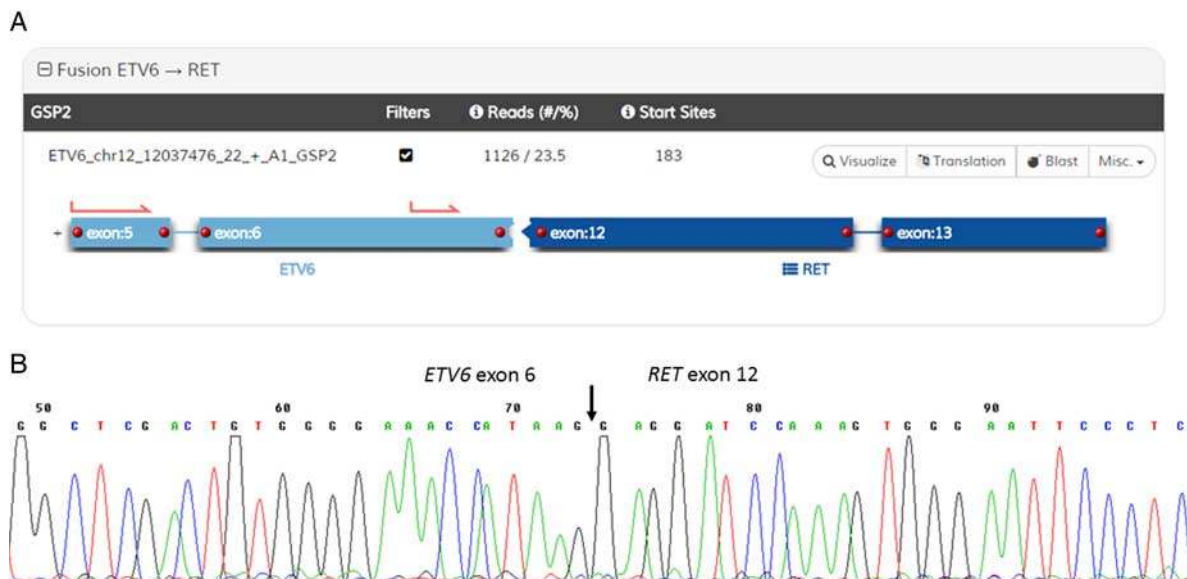 A
Fusion ETV6 → RET
GSP2 Filters Reads (#/%) Start Sites
ETV6_chr12_12037476_22_+_A1_GSP2 1126 / 23.5 183 Visualize Translation Blast Misc.
+ exon:5 exon:6 exon:12 exon:13
ETV6 RET
B
ETV6 exon 6 RET exon 12
50 60 70 80 90
G G C T C G A C T G T G G G G A A A C C A T A A G G A G G A T C C A A A G T G G G A A T T C C C T C